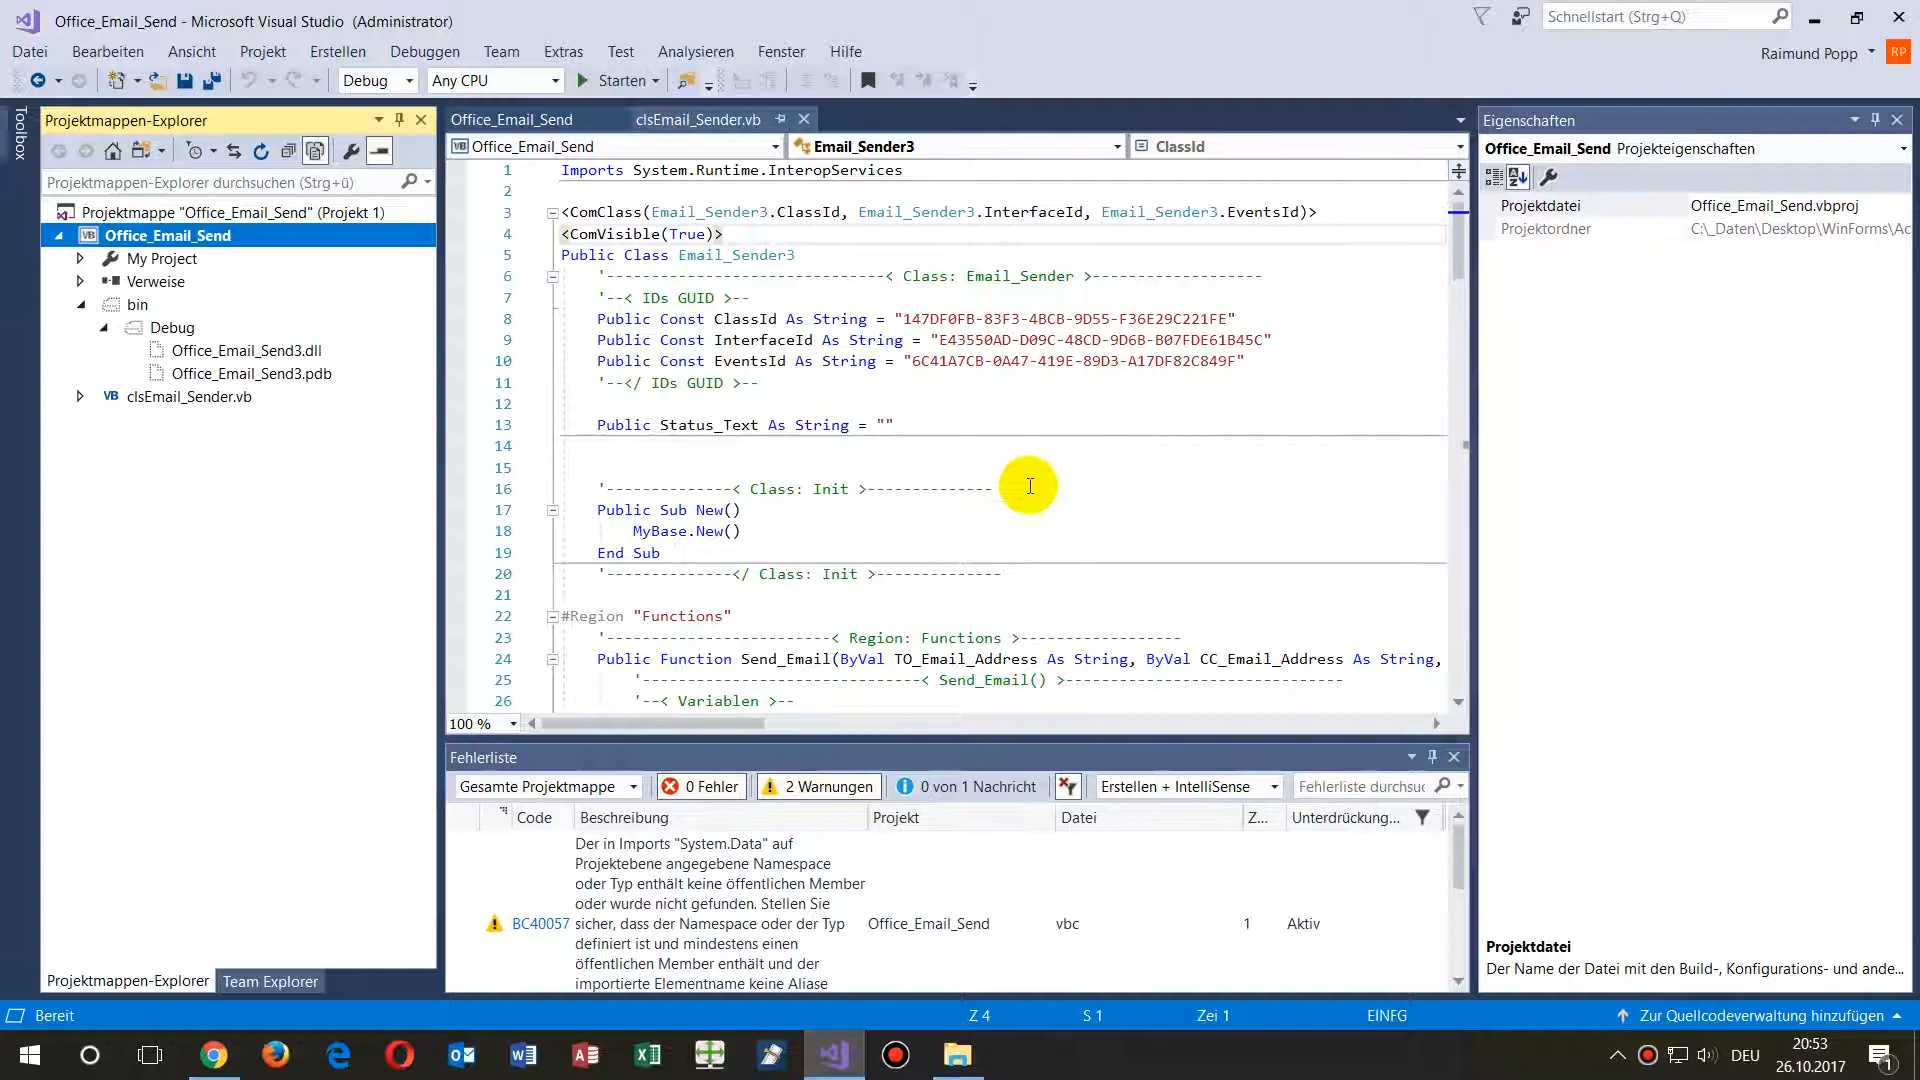 Office_Email_Send - Microsoft Visual Studio (Administrator)
Schnellstart (Strg+Q)
Datei Bearbeiten Ansicht Projekt Erstellen Debuggen Team Extras Test Analysieren Fenster Hilfe
Raimund Popp RP
Debug Any CPU Starten
Toolbox
Projektmappen-Explorer
Projektmappen-Explorer durchsuchen (Strg+ü)
Projektmappe "Office_Email_Send" (Projekt 1)
VB Office_Email_Send
My Project
Verweise
bin
Debug
Office_Email_Send3.dll
Office_Email_Send3.pdb
VB clsEmail_Sender.vb
Projektmappen-Explorer Team Explorer
Office_Email_Send clsEmail_Sender.vb
VB Office_Email_Send Email_Sender3 ClassId
1 Imports System.Runtime.InteropServices
2
3 <ComClass(Email_Sender3.ClassId, Email_Sender3.InterfaceId, Email_Sender3.EventsId)>
4 <ComVisible(True)>
5 Public Class Email_Sender3
6 '-------------------------------< Class: Email_Sender >-------------------
7 '--< IDs GUID >--
8 Public Const ClassId As String = "147DF0FB-83F3-4BCB-9D55-F36E29C221FE"
9 Public Const InterfaceId As String = "E43550AD-D09C-48CD-9D6B-B07FDE61B45C"
10 Public Const EventsId As String = "6C41A7CB-0A47-419E-89D3-A17DF82C849F"
11 '--</ IDs GUID >--
12
13 Public Status_Text As String = ""
14
15
16 '--------------< Class: Init >--------------
17 Public Sub New()
18 MyBase.New()
19 End Sub
20 '--------------</ Class: Init >--------------
21
22 #Region "Functions"
23 '-------------------------< Region: Functions >------------------
24 Public Function Send_Email(ByVal TO_Email_Address As String, ByVal CC_Email_Address As String,
25 '-------------------------------< Send_Email() >-------------------------------
26 '--< Variablen >--
100 %
Fehlerliste
Gesamte Projektmappe 0 Fehler 2 Warnungen 0 von 1 Nachricht Erstellen + IntelliSense Fehlerliste durchsuc
Code Beschreibung Projekt Datei Z... Unterdrückung...
Der in Imports "System.Data" auf
Projektebene angegebene Namespace
oder Typ enthält keine öffentlichen Member
oder wurde nicht gefunden. Stellen Sie
BC40057 sicher, dass der Namespace oder der Typ Office_Email_Send vbc 1 Aktiv
definiert ist und mindestens einen
öffentlichen Member enthält und der
importierte Elementname keine Aliase
Eigenschaften
Office_Email_Send Projekteigenschaften
Projektdatei Office_Email_Send.vbproj
Projektordner C:\_Daten\Desktop\WinForms\Ac
Projektdatei
Der Name der Datei mit den Build-, Konfigurations- und ande...
Bereit Z 4 S 1 Zei 1 EINFG Zur Quellcodeverwaltung hinzufügen
DEU
20:53
26.10.2017
1